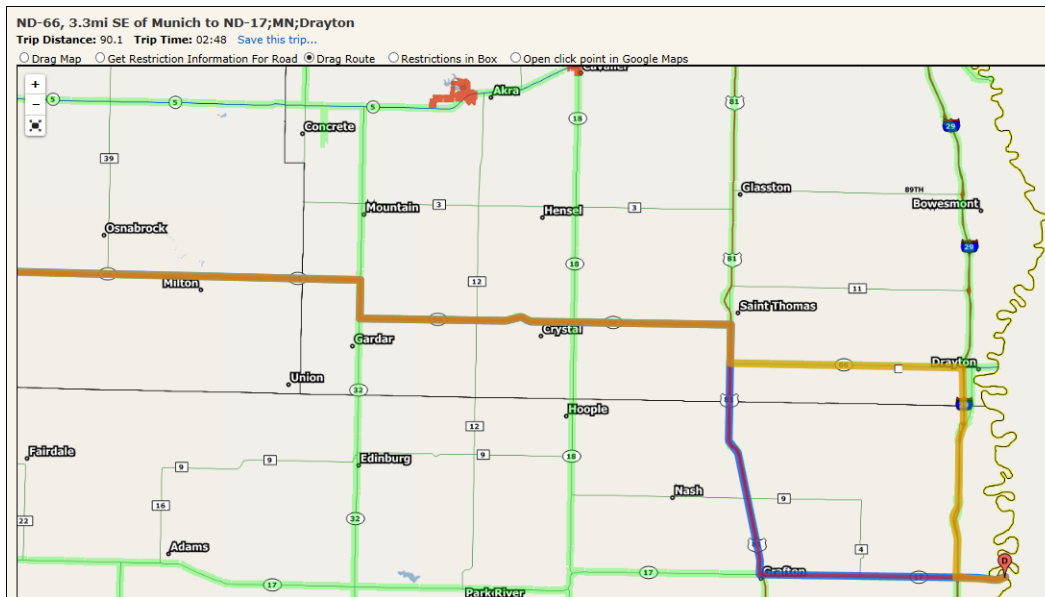 ND-66, 3.3mi SE of Munich to ND-17;MN;Drayton
Trip Distance: 90.1 Trip Time: 02:48 Save this trip...
Drag Map Get Restriction Information For Road Drag Route Restrictions in Box Open click point in Google Maps
+
−
Cavalier
Akra
5
5
5
81
18
29
Concrete
39
Glasston
89TH
Mountain
3
Hensel
3
Bowesmont
Osnabrock
29
81
18
12
Milton
11
Saint Thomas
Crystal
Gardar
66
Drayton
Union
32
81
Hoople
12
Fairdale
9
9
Edinburg
9
18
Nash
9
16
22
32
4
Adams
D
17
17
Grafton
17
Park River